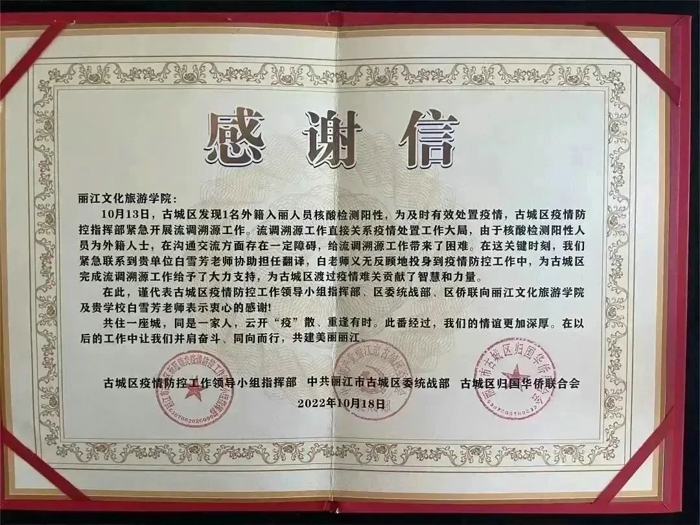 感谢信
丽江文化旅游学院：
10月13日，古城区发现1名外籍入丽人员核酸检测阳性，为及时有效处置疫情，古城区疫情防
控指挥部紧急开展流调溯源工作。流调溯源工作直接关系疫情处置工作大局，由于核酸检测阳性人
员为外籍人士，在沟通交流方面存在一定障碍，给流调溯源工作带来了困难。在这关键时刻，我们
紧急联系到贵单位白雪芳老师协助担任翻译，白老师义无反顾地投身到疫情防控工作中，为古城区
完成流调溯源工作给予了大力支持，为古城区渡过疫情难关贡献了智慧和力量。
在此，谨代表古城区疫情防控工作领导小组指挥部、区委统战部、区侨联向丽江文化旅游学院
及贵学校白雪芳老师表示衷心的感谢！
共住一座城，同是一家人，云开“疫”散、重逢有时。此番经过，我们的情谊更加深厚。在以
后的工作中让我们并肩奋斗、同向而行，共建美丽丽江。
古城区疫情防控工作领导小组指挥部 中共丽江市古城区委统战部 古城区归国华侨联合会
2022年10月18日
丽江市古城区归国华侨联合会